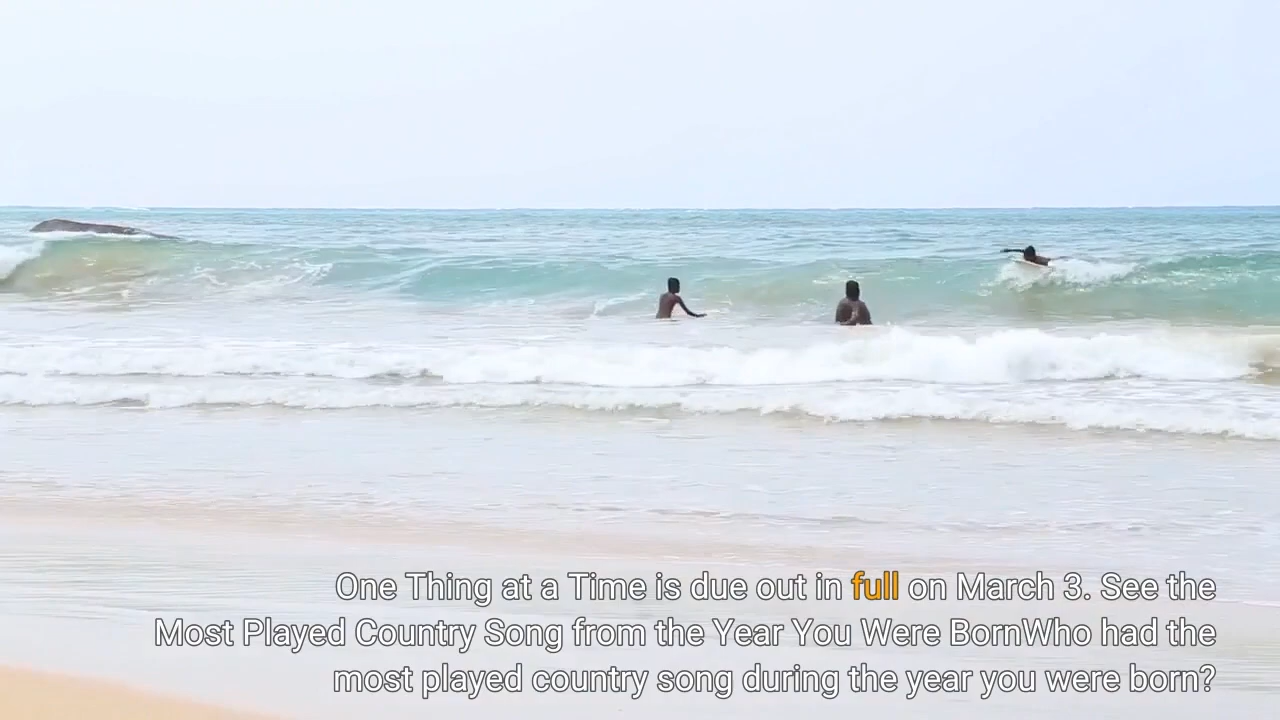 One Thing at a Time is due out in full on March 3. See the
Most Played Country Song from the Year You Were BornWho had the
most played country song during the year you were born?